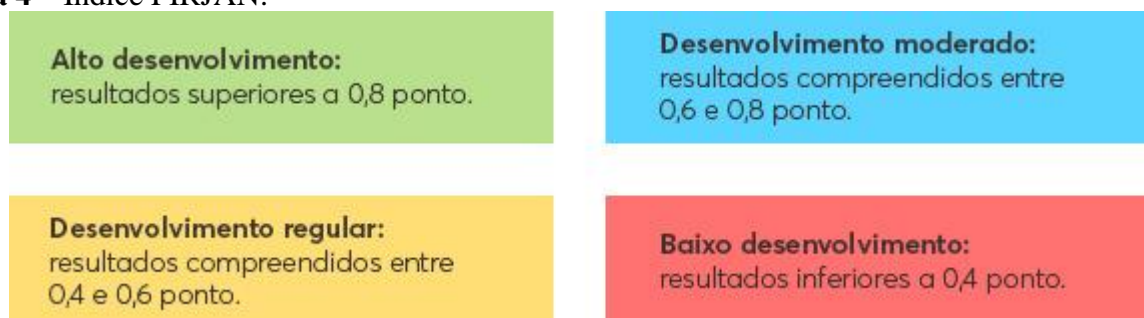 4 Índice FIRJAN.
Alto desenvolvimento:
resultados superiores a 0,8 ponto.
Desenvolvimento moderado:
resultados compreendidos entre
0,6 e 0,8 ponto.
Desenvolvimento regular:
resultados compreendidos entre
0,4 e 0,6 ponto.
Baixo desenvolvimento:
resultados inferiores a 0,4 ponto.